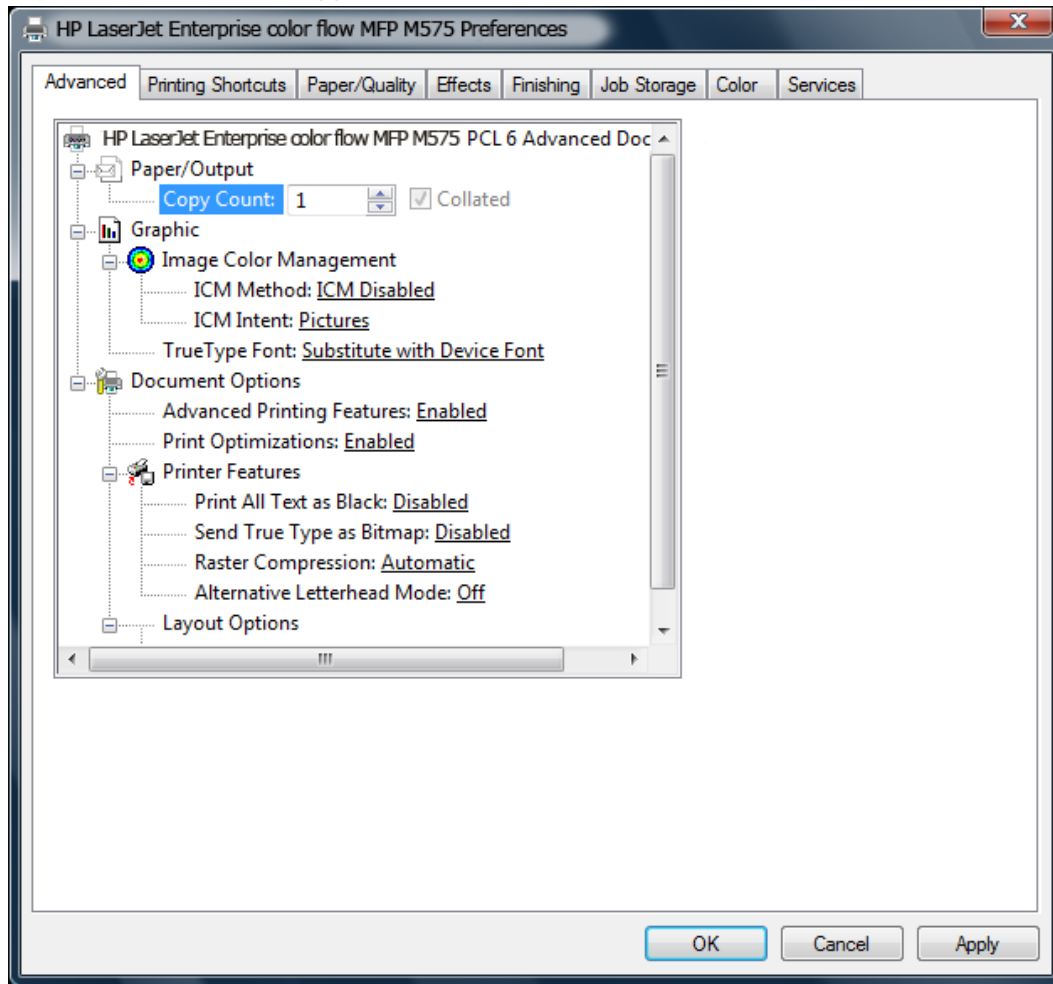 HP LaserJet Enterprise color flow MFP M575 Preferences
Advanced Printing Shortcuts Paper/Quality Effects Finishing Job Storage Color Services
HP LaserJet Enterprise color flow MFP M575 PCL 6 Advanced Doc
Paper/Output
Copy Count: 1 Collated
Graphic
Image Color Management
ICM Method: ICM Disabled
ICM Intent: Pictures
TrueType Font: Substitute with Device Font
Document Options
Advanced Printing Features: Enabled
Print Optimizations: Enabled
Printer Features
Print All Text as Black: Disabled
Send True Type as Bitmap: Disabled
Raster Compression: Automatic
Alternative Letterhead Mode: Off
Layout Options
OK Cancel Apply